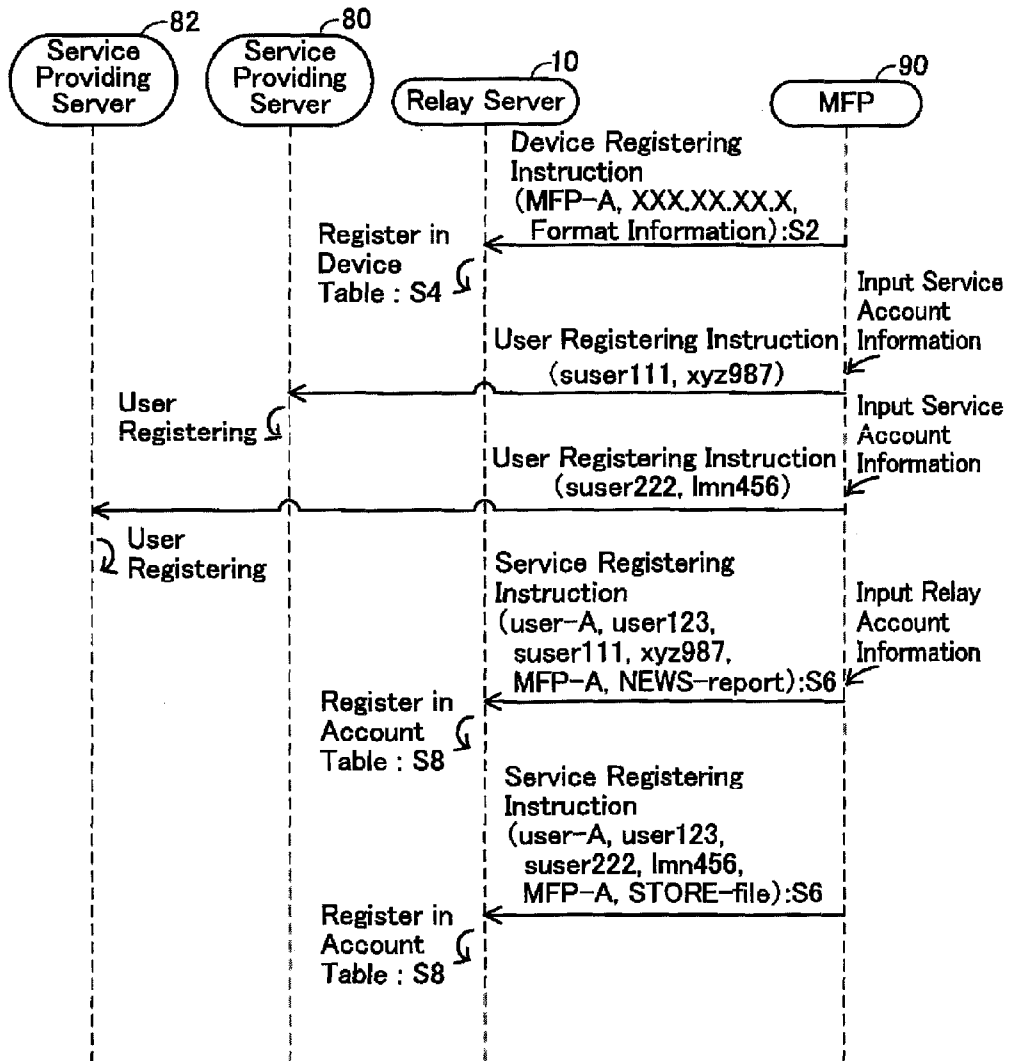 82
Service
Providing
Server
80
Service
Providing
Server
10
Relay Server
90
MFP
Device Registering
Instruction
(MFP-A, XXX.XX.XX.X,
Format Information):S2
Register in
Device
Table : S4
Input Service
Account
Information
User Registering Instruction
(suser111, xyz987)
User
Registering
Input Service
Account
Information
User Registering Instruction
(suser222, lmn456)
User
Registering
Service Registering
Instruction
(user-A, user123,
suser111, xyz987,
MFP-A, NEWS-report):S6
Input Relay
Account
Information
Register in
Account
Table : S8
Service Registering
Instruction
(user-A, user123,
suser222, lmn456,
MFP-A, STORE-file):S6
Register in
Account
Table : S8